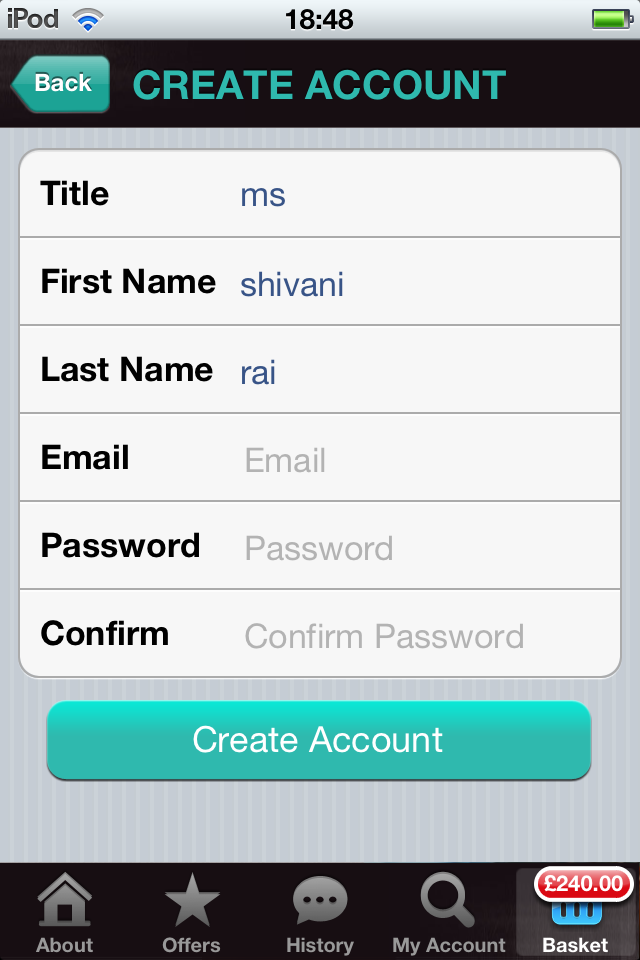 iPod 18:48
Back CREATE ACCOUNT
Title ms
First Name shivani
Last Name rai
Email Email
Password Password
Confirm Confirm Password
Create Account
£240.00
About Offers History My Account Basket